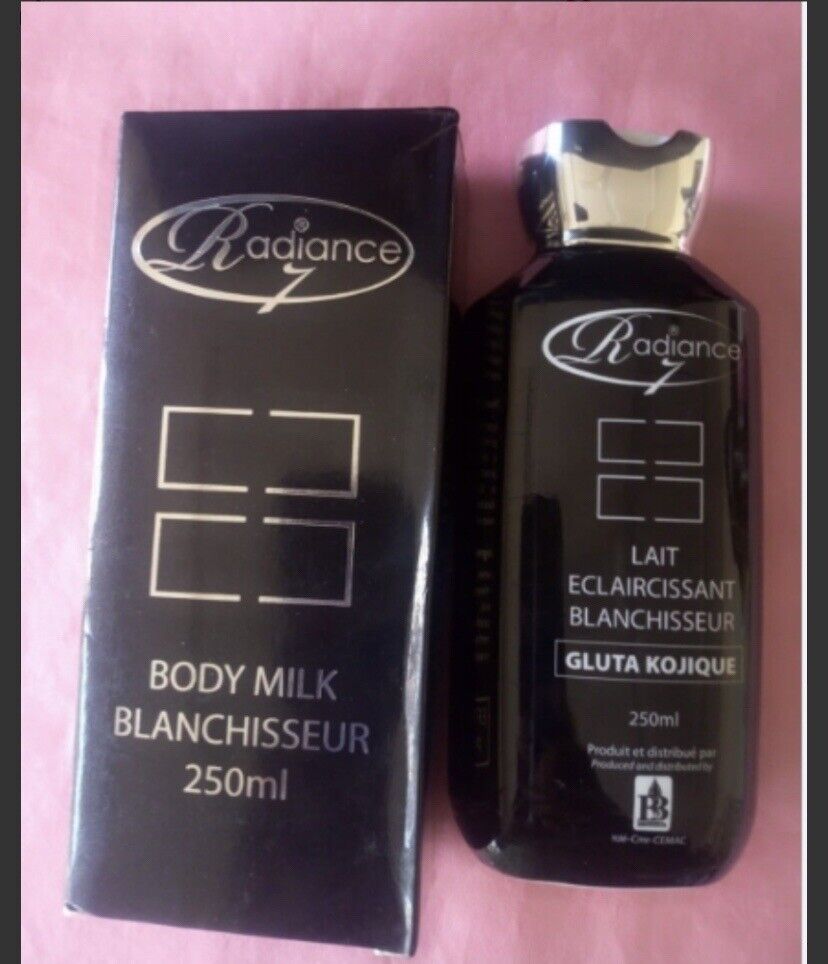 Radiance®
7
BODY MILK
BLANCHISSEUR
250ml
Radiance®
7
LAIT
ECLAIRCISSANT
BLANCHISSEUR
GLUTA KOJIQUE
250ml
Produit et distribué par
Produced and distributed by